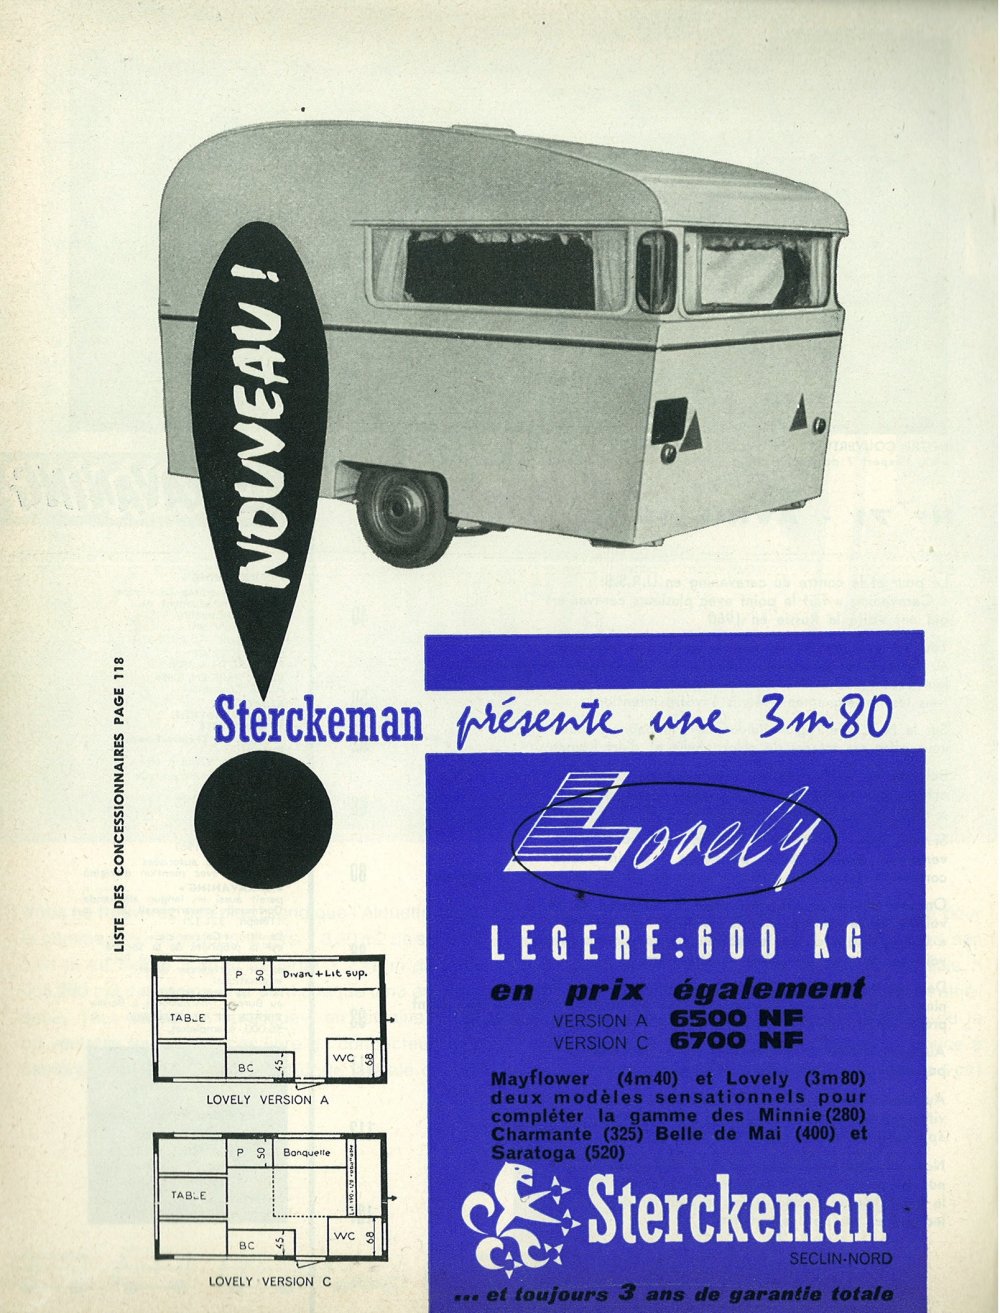 NOUVEAU !
LISTE DES CONCESSIONNAIRES PAGE 118
Sterckeman présente une 3m80
Lovely
LEGERE : 600 KG
en prix également
VERSION A 6500 NF
VERSION C 6700 NF
Mayflower (4m40) et Lovely (3m80)
deux modèles sensationnels pour
compléter la gamme des Minnie (280)
Charmante (325) Belle de Mai (400) et
Saratoga (520)
Sterckeman
SECLIN-NORD
... et toujours 3 ans de garantie totale
P 50 Divan + Lit sup.
TABLE
BC 45 WC 68
LOVELY VERSION A
P 50 Banquette
TABLE
BC 45 WC 68
LOVELY VERSION C